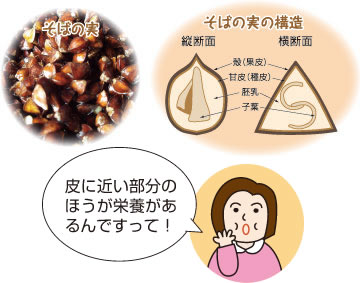 そばの実
そばの実の構造
縦断面
横断面
殻(果皮)
甘皮(種皮)
胚乳
子葉
皮に近い部分の
ほうが栄養があ
るんですって！